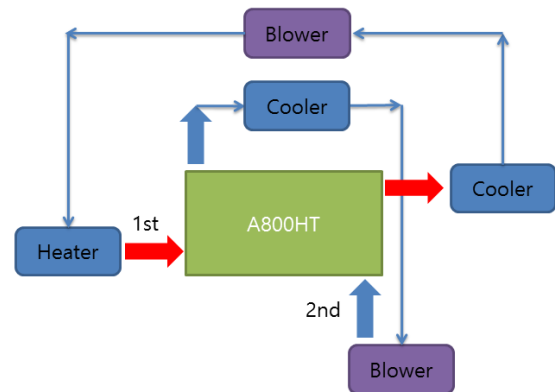 Blower
Cooler
Cooler
A800HT
1st
Heater
2nd
Blower